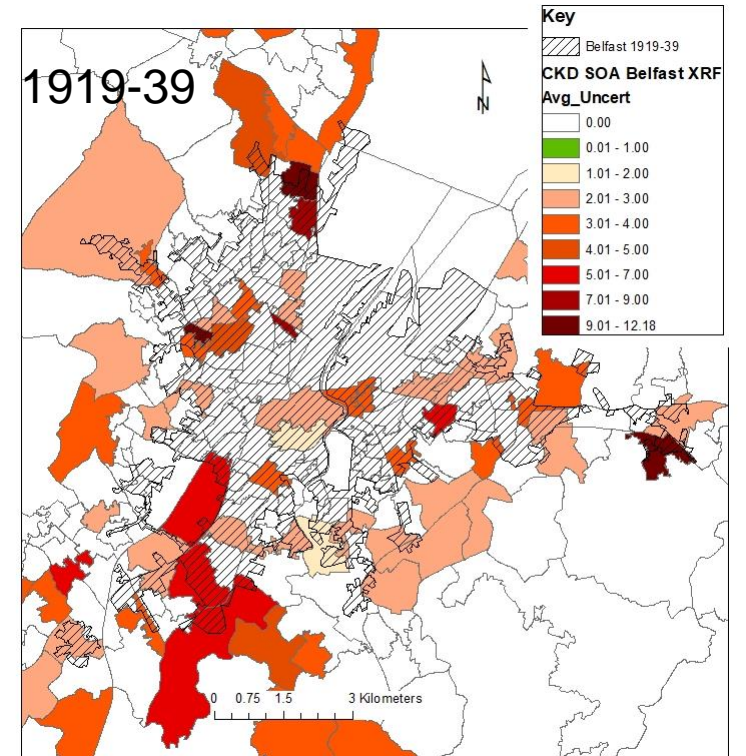 1919-39
N
Key
Belfast 1919-39
CKD SOA Belfast XRF
Avg_Uncert
0.00
0.01 - 1.00
1.01 - 2.00
2.01 - 3.00
3.01 - 4.00
4.01 - 5.00
5.01 - 7.00
7.01 - 9.00
9.01 - 12.18
0 0.75 1.5 3 Kilometers